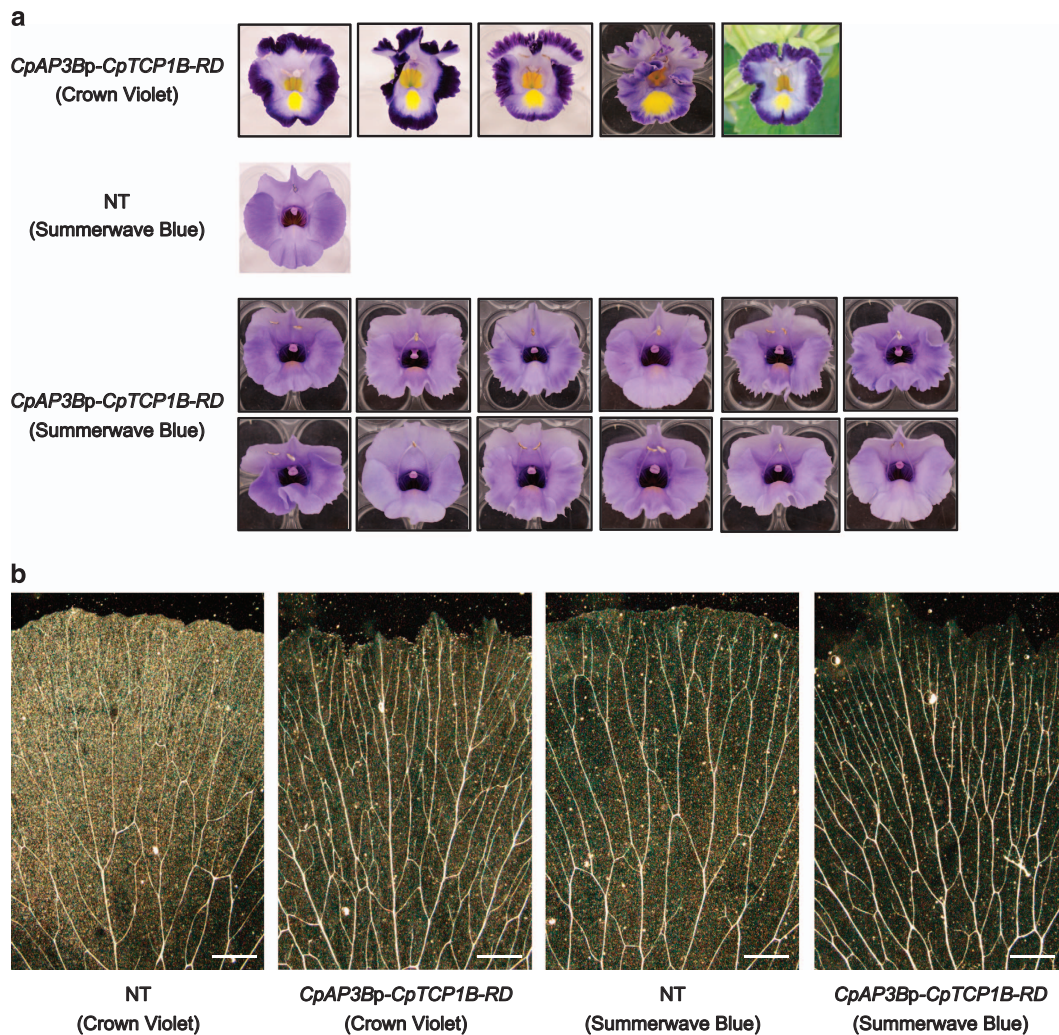 a
CpAP3Bp-CpTCP1B-RD
(Crown Violet)
NT
(Summerwave Blue)
CpAP3Bp-CpTCP1B-RD
(Summerwave Blue)
b
NT
(Crown Violet)
CpAP3Bp-CpTCP1B-RD
(Crown Violet)
NT
(Summerwave Blue)
CpAP3Bp-CpTCP1B-RD
(Summerwave Blue)